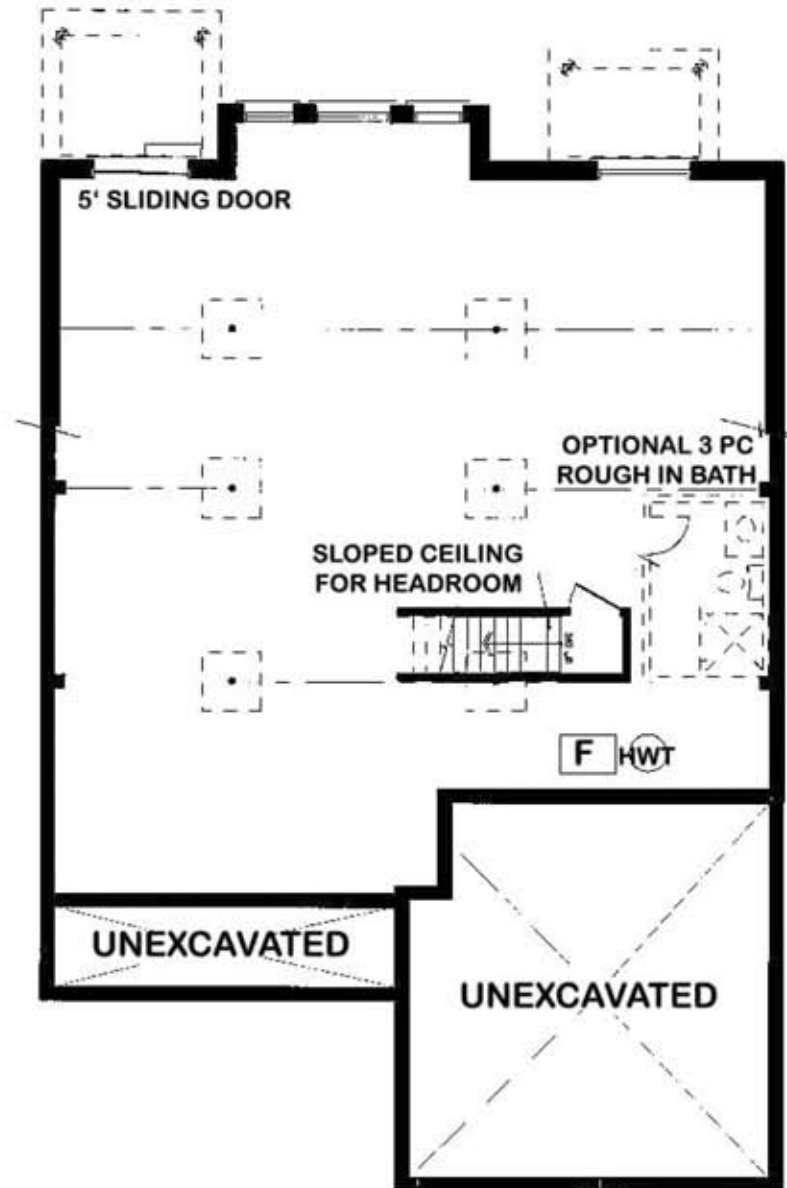 5' SLIDING DOOR
OPTIONAL 3 PC
ROUGH IN BATH
SLOPED CEILING
FOR HEADROOM
F HWT
UNEXCAVATED
UNEXCAVATED